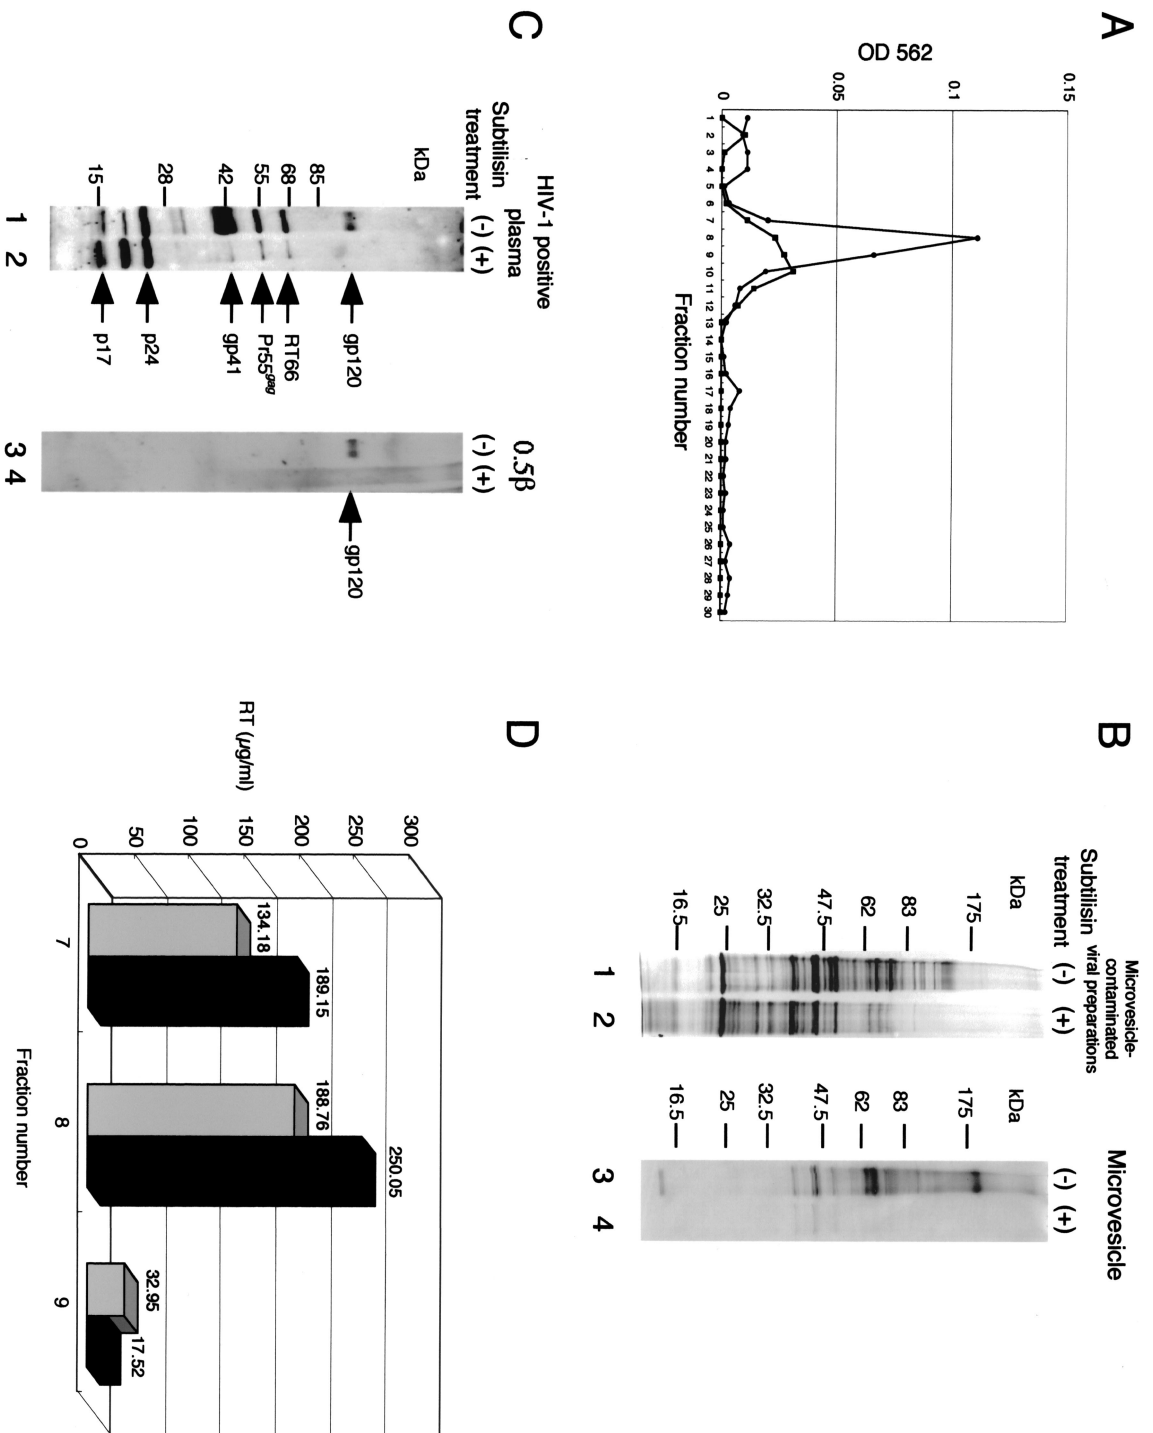 A
OD 562
0.15
0.1
0.05
0
1 2 3 4 5 6 7 8 9 10 11 12 13 14 15 16 17 18 19 20 21 22 23 24 25 26 27 28 29 30
Fraction number
B
Microvesicle-
contaminated
viral preparations
Subtilisin
treatment
(-) (+)
kDa
175
83
62
47.5
32.5
25
16.5
1 2
Microvesicle
(-) (+)
kDa
175
83
62
47.5
32.5
25
16.5
3 4
C
HIV-1 positive
plasma
Subtilisin
treatment
(-) (+)
kDa
85
68
55
42
28
15
gp120
RT66
Pr55gag
gp41
p24
p17
1 2
0.5β
(-) (+)
gp120
3 4
D
RT (µg/ml)
300
250
200
150
100
50
0
134.18
189.15
188.76
250.05
32.95
17.52
7 8 9
Fraction number